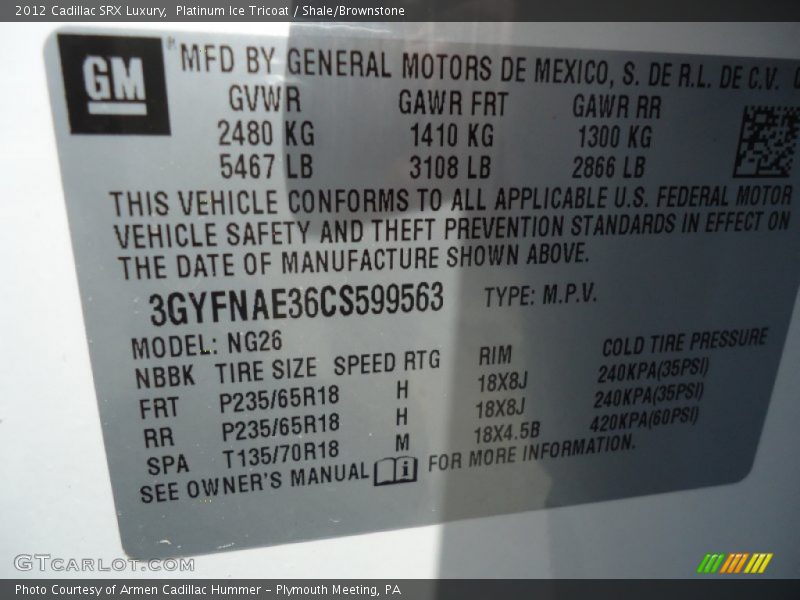 2012 Cadillac SRX Luxury, Platinum Ice Tricoat / Shale/Brownstone
GM® MFD BY GENERAL MOTORS DE MEXICO, S. DE R.L. DE C.V.
GVWR GAWR FRT GAWR RR
2480 KG 1410 KG 1300 KG
5467 LB 3108 LB 2866 LB
THIS VEHICLE CONFORMS TO ALL APPLICABLE U.S. FEDERAL MOTOR
VEHICLE SAFETY AND THEFT PREVENTION STANDARDS IN EFFECT ON
THE DATE OF MANUFACTURE SHOWN ABOVE.
3GYFNAE36CS599563 TYPE: M.P.V.
MODEL: NG26
NBBK TIRE SIZE SPEED RTG RIM COLD TIRE PRESSURE
FRT P235/65R18 H 18X8J 240KPA(35PSI)
RR P235/65R18 H 18X8J 240KPA(35PSI)
SPA T135/70R18 M 18X4.5B 420KPA(60PSI)
SEE OWNER'S MANUAL i FOR MORE INFORMATION.
GTcarlot.com
Photo Courtesy of Armen Cadillac Hummer – Plymouth Meeting, PA